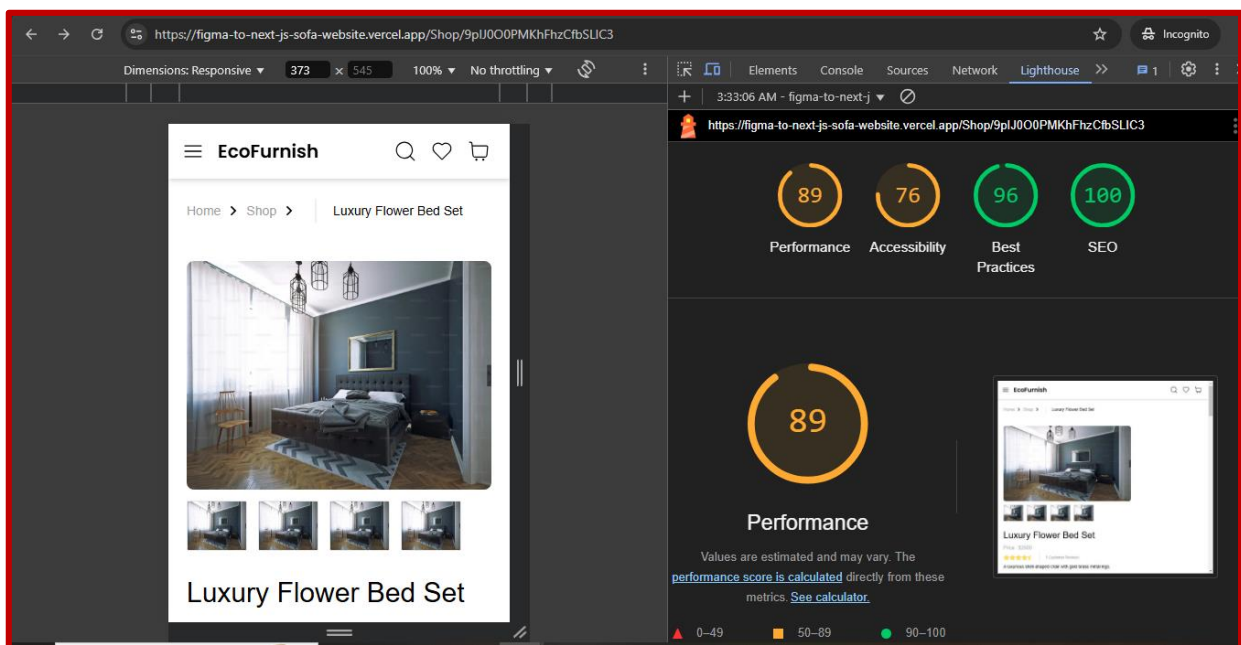 https://figma-to-next-js-sofa-website.vercel.app/Shop/9plJ0O0PMKhFhzCfbSLIC3
Incognito
Dimensions: Responsive 373 × 545 100% No throttling
Elements Console Sources Network Lighthouse 1
3:33:06 AM - figma-to-next-j
https://figma-to-next-js-sofa-website.vercel.app/Shop/9plJ0O0PMKhFhzCfbSLIC3
EcoFurnish
Home > Shop > Luxury Flower Bed Set
Luxury Flower Bed Set
89 76 96 100
Performance Accessibility Best Practices SEO
89
Performance
Values are estimated and may vary. The
performance score is calculated directly from these
metrics. See calculator.
0–49 50–89 90–100
EcoFurnish
Home > Shop > Luxury Flower Bed Set
Luxury Flower Bed Set